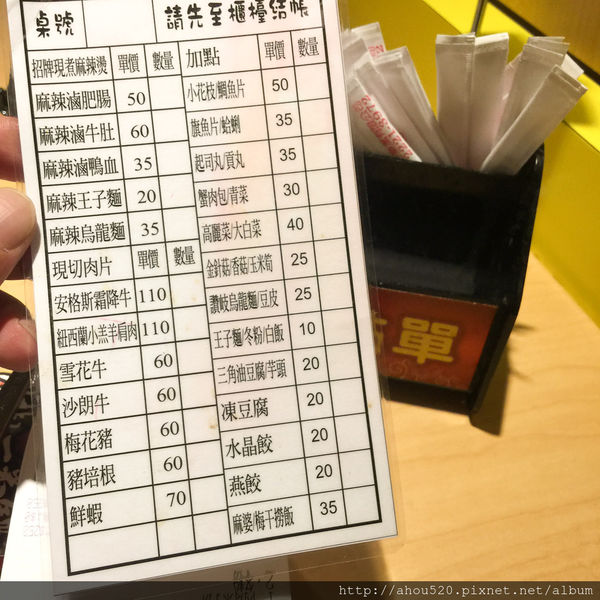 桌號 請先至櫃檯結帳
招牌現煮麻辣燙 單價 數量 加點 單價 數量
麻辣滷肥腸 50 小花枝/鯛魚片 50
麻辣滷牛肚 60 旗魚片/蛤蜊 35
麻辣滷鴨血 35 起司丸/貢丸 35
麻辣王子麵 20 蟹肉包/青菜 30
麻辣烏龍麵 35 高麗菜/大白菜 40
現切肉片 單價 數量 金針菇/香菇/玉米筍 25
安格斯霜降牛 110 讚岐烏龍麵/豆皮 25
紐西蘭小羔羊肩肉 110 王子麵/冬粉/白飯 10
雪花牛 60 三角油豆腐/芋頭 20
沙朗牛 60 凍豆腐 20
梅花豬 60 水晶餃 20
豬培根 60 燕餃 20
鮮蝦 70 麻婆/梅干撈飯 35
單
http://ahou520.pixnet.net/album